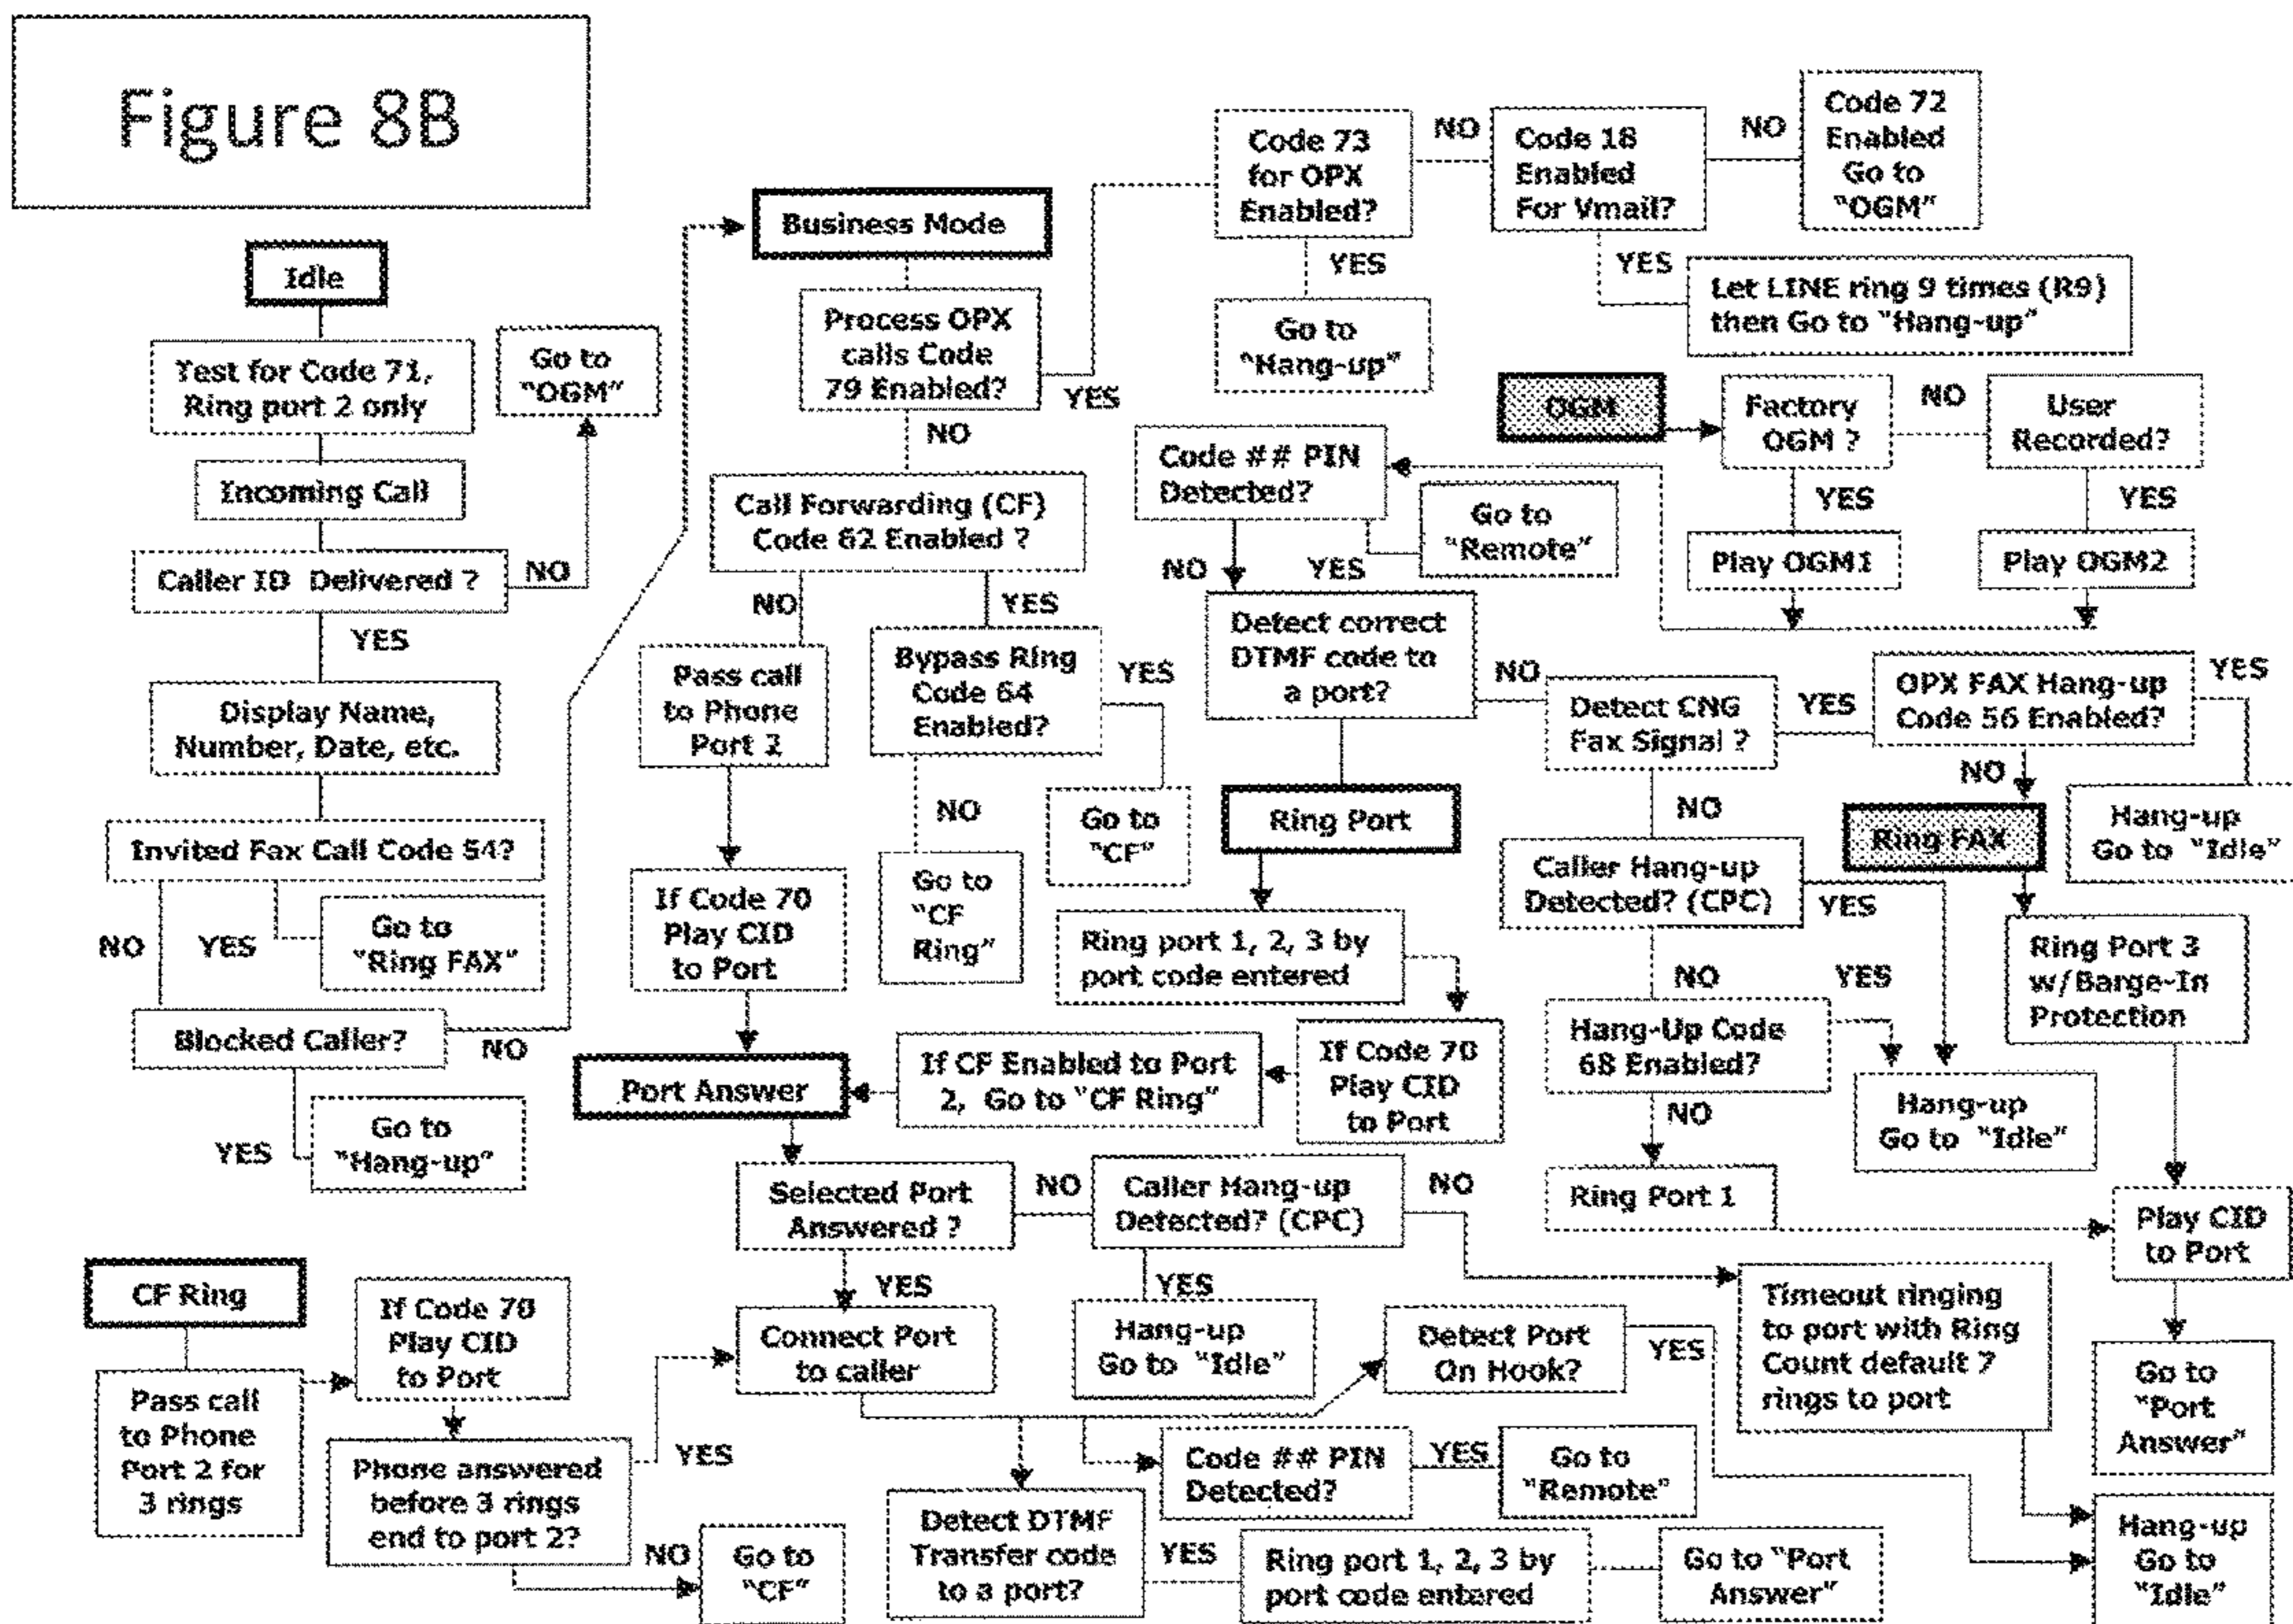 Figure 8B
Idle
Test for Code 71,
Ring port 2 only
Incoming Call
Caller ID Delivered ?
NO
Go to
"OGM"
YES
Display Name,
Number, Date, etc.
Invited Fax Call Code 54?
NO
YES
Go to
"Ring FAX"
Blocked Caller?
NO
YES
Go to
"Hang-up"
Business Mode
Process OPX
calls Code
79 Enabled?
YES
NO
Code 73
for OPX
Enabled?
NO
YES
Go to
"Hang-up"
Code 18
Enabled
For Vmail?
NO
YES
Code 72
Enabled
Go to
"OGM"
Let LINE ring 9 times (R9)
then Go to "Hang-up"
Call Forwarding (CF)
Code 62 Enabled ?
NO
YES
Pass call
to Phone
Port 2
Bypass Ring
Code 64
Enabled?
YES
NO
Go to
"CF"
Go to
"CF
Ring"
If Code 70
Play CID
to Port
OGM
Factory
OGM ?
NO
User
Recorded?
YES
YES
Play OGM1
Play OGM2
Code ## PIN
Detected?
Go to
"Remote"
NO
YES
Detect correct
DTMF code to
a port?
NO
Detect CNG
Fax Signal ?
YES
OPX FAX Hang-up
Code 56 Enabled?
YES
NO
NO
Hang-up
Go to "Idle"
Ring FAX
Ring Port
Caller Hang-up
Detected? (CPC)
YES
Ring port 1, 2, 3 by
port code entered
Ring Port 3
w/Barge-In
Protection
NO
YES
Hang-Up Code
68 Enabled?
Hang-up
Go to "Idle"
NO
Ring Port 1
Play CID
to Port
Go to
"Port
Answer"
If Code 70
Play CID
to Port
If CF Enabled to Port
2, Go to "CF Ring"
Port Answer
Selected Port
Answered ?
NO
Caller Hang-up
Detected? (CPC)
NO
YES
YES
Connect Port
to caller
Hang-up
Go to "Idle"
Detect Port
On Hook?
YES
Timeout ringing
to port with Ring
Count default 7
rings to port
CF Ring
Pass call
to Phone
Port 2 for
3 rings
If Code 70
Play CID
to Port
Phone answered
before 3 rings
end to port 2?
YES
NO
Go to
"CF"
Code ## PIN
Detected?
YES
Go to
"Remote"
Detect DTMF
Transfer code
to a port?
YES
Ring port 1, 2, 3 by
port code entered
Go to "Port
Answer"
Hang-up
Go to
"Idle"